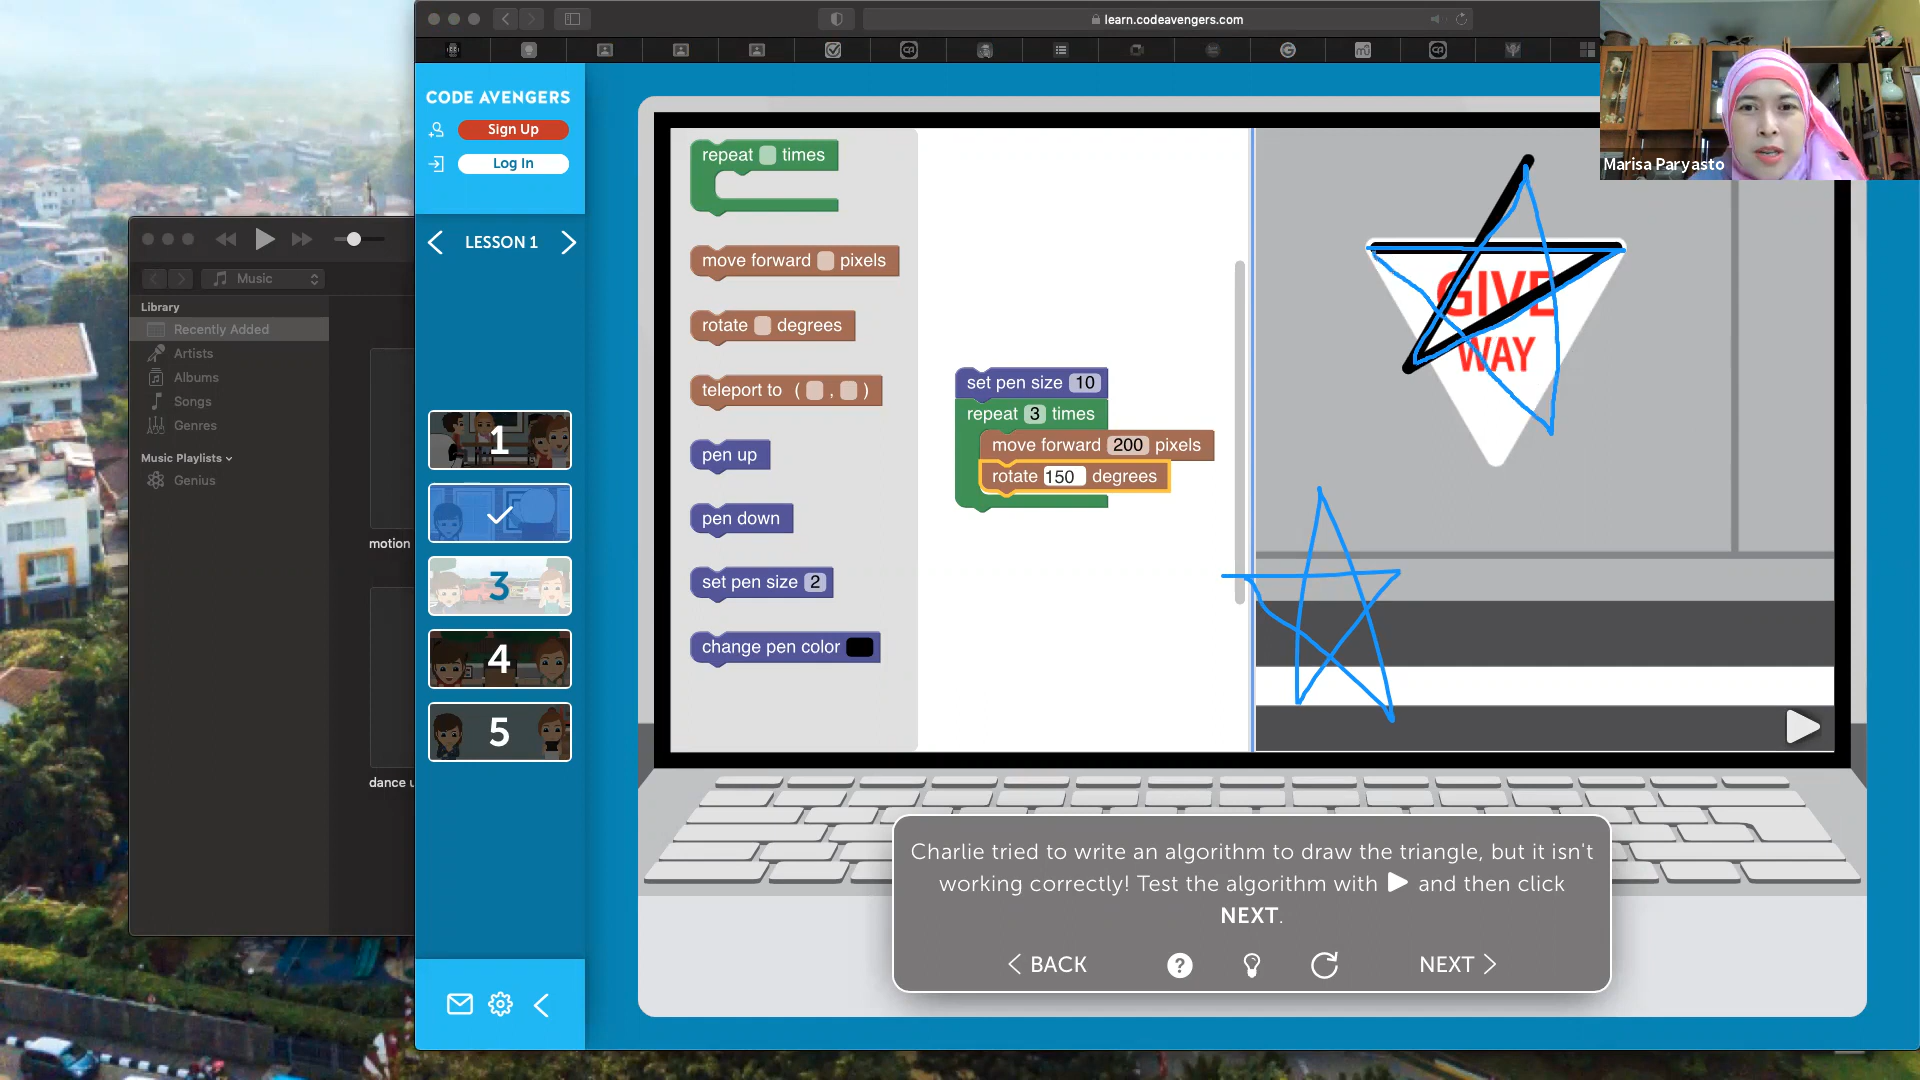 learn.codeavengers.com
CODE AVENGERS
Sign Up
Log In
LESSON 1
1
3
4
5
Music
Library
Recently Added
Artists
Albums
Songs
Genres
Music Playlists
Genius
motion
dance u
repeat times
move forward pixels
rotate degrees
teleport to ( , )
pen up
pen down
set pen size 2
change pen color
set pen size 10
repeat 3 times
move forward 200 pixels
rotate 150 degrees
GIVE
WAY
Marisa Paryasto
Charlie tried to write an algorithm to draw the triangle, but it isn't
working correctly! Test the algorithm with and then click
NEXT.
BACK
?
NEXT